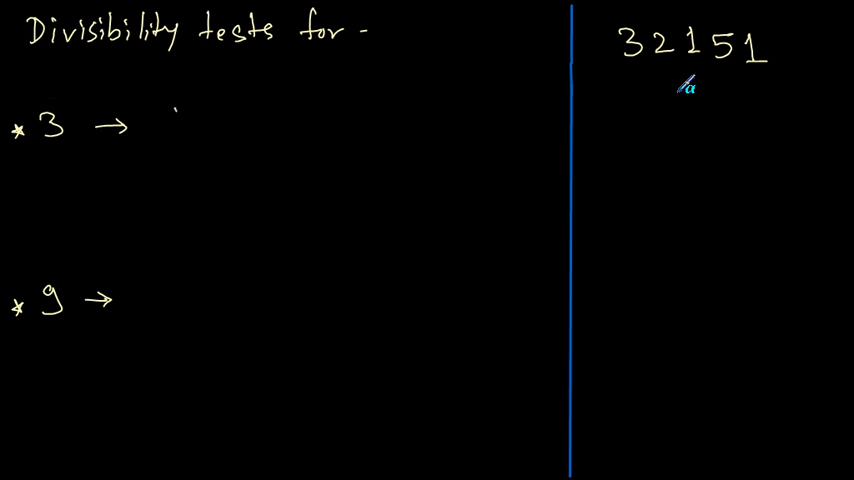 Divisibility tests for -
* 3 →
* 9 →
32151